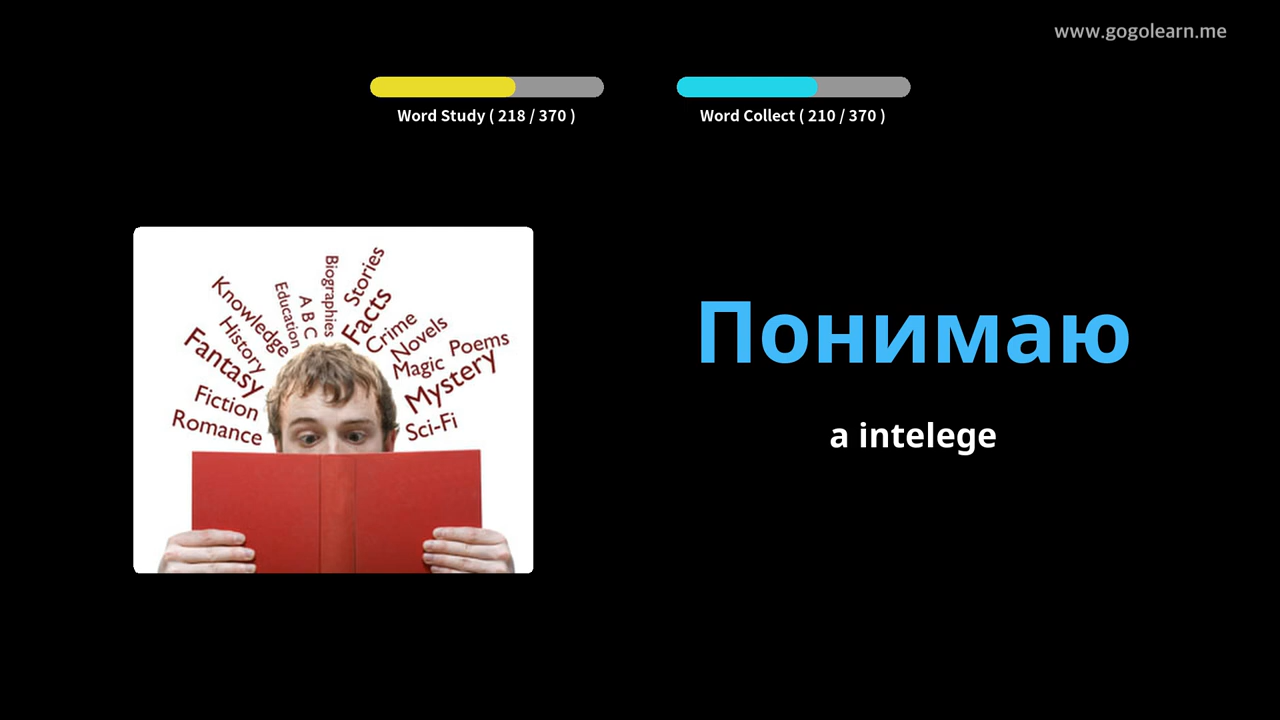 www.gogolearn.me
Word Study ( 218 / 370 )
Word Collect ( 210 / 370 )
Biographies
Stories
Knowledge
Education
A B C
Facts
History
Crime
Novels
Fantasy
Magic
Poems
Mystery
Fiction
Romance
Sci-Fi
Понимаю
a intelege